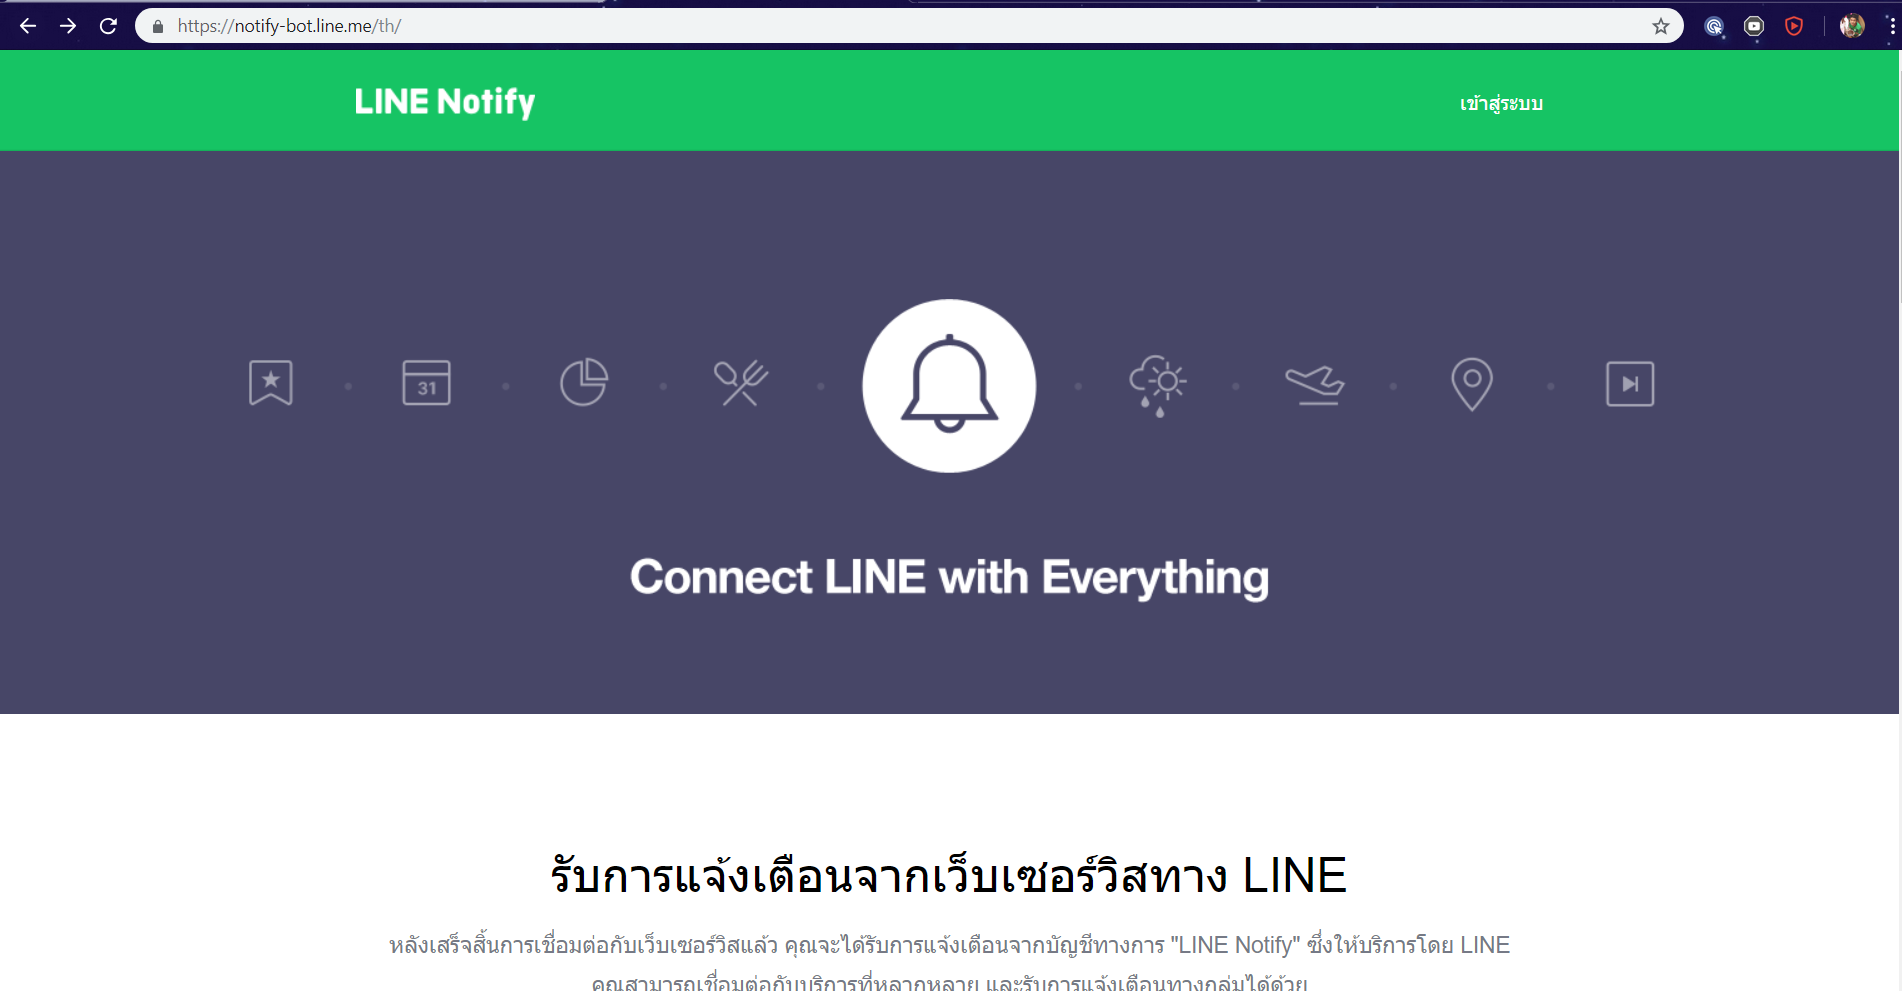 https://notify-bot.line.me/th/
LINE Notify
เข้าสู่ระบบ
31
Connect LINE with Everything
รับการแจ้งเตือนจากเว็บเซอร์วิสทาง LINE
หลังเสร็จสิ้นการเชื่อมต่อกับเว็บเซอร์วิสแล้ว คุณจะได้รับการแจ้งเตือนจากบัญชีทางการ "LINE Notify" ซึ่งให้บริการโดย LINE
คุณสามารถเชื่อมต่อกับบริการที่หลากหลาย และรับการแจ้งเตือนทางกลุ่มได้ด้วย